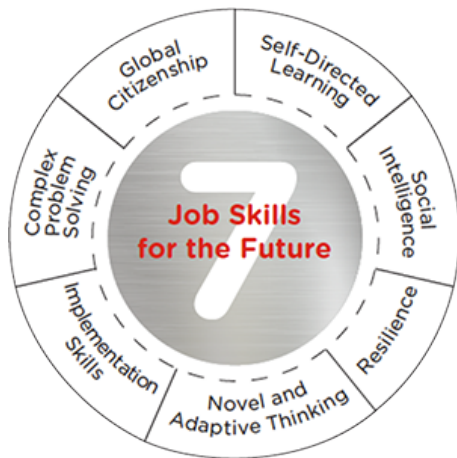 7
Job Skills
for the Future
Global
Citizenship
Self-Directed
Learning
Social
Intelligence
Resilience
Novel and
Adaptive Thinking
Implementation
Skills
Complex
Problem
Solving